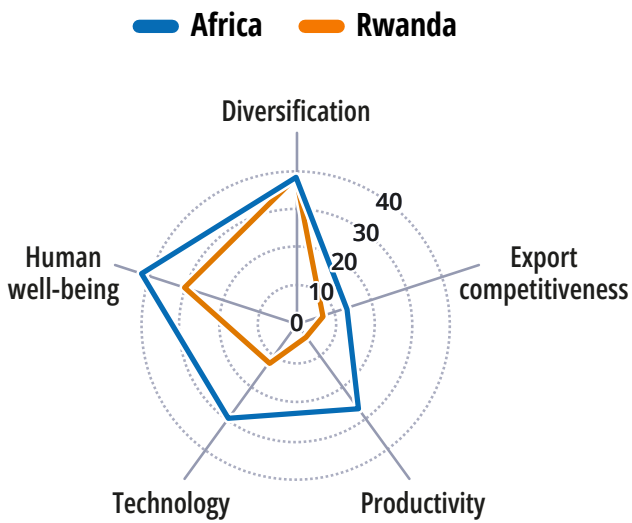 Africa
Rwanda
Diversification
40
30
20
10
0
Human
well-being
Export
competitiveness
Technology
Productivity